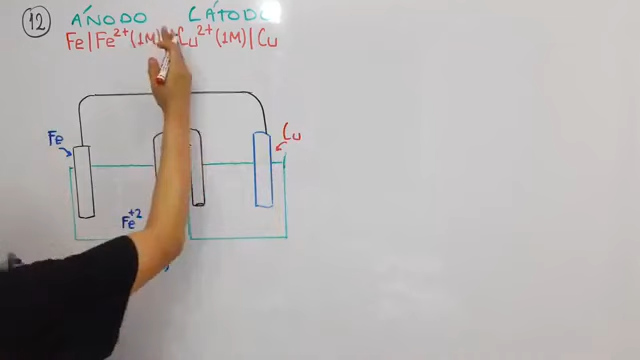 12 ÁNODO CÁTODO
Fe|Fe²⁺(1M) Cu²⁺(1M)|Cu
Fe Cu
Fe⁺²